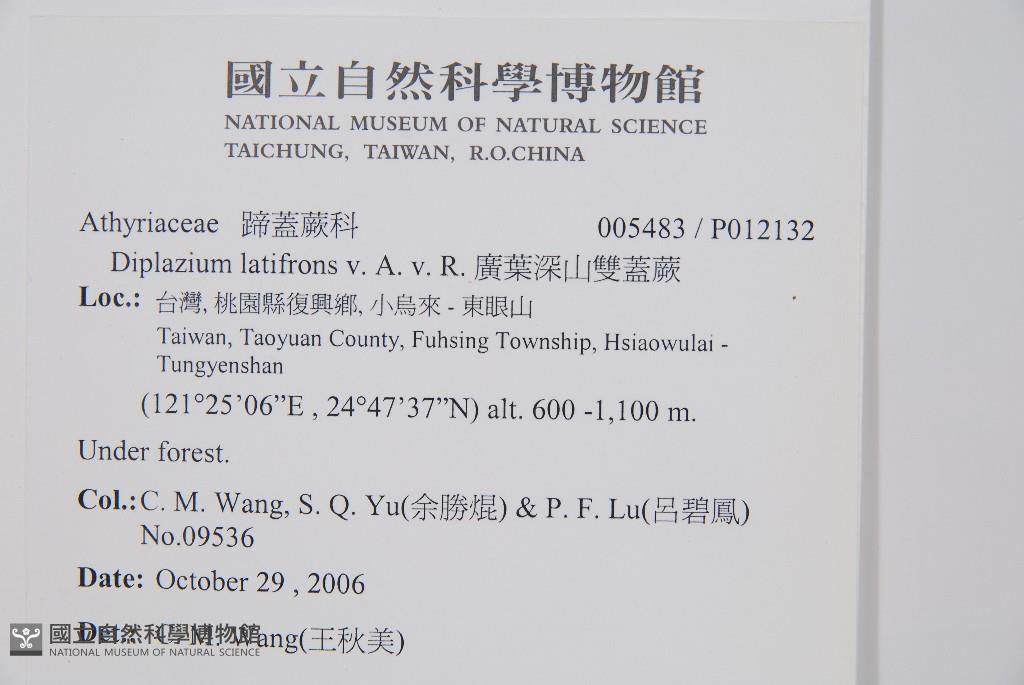 國立自然科學博物館
NATIONAL MUSEUM OF NATURAL SCIENCE
TAICHUNG, TAIWAN, R.O.CHINA
Athyriaceae 蹄蓋蕨科 005483 / P012132
Diplazium latifrons v. A. v. R. 廣葉深山雙蓋蕨
Loc.: 台灣, 桃園縣復興鄉, 小烏來 - 東眼山
Taiwan, Taoyuan County, Fuhsing Township, Hsiaowulai -
Tungyenshan
(121°25’06”E , 24°47’37”N) alt. 600 -1,100 m.
Under forest.
Col.: C. M. Wang, S. Q. Yu(余勝焜) & P. F. Lu(呂碧鳳)
No.09536
Date: October 29 , 2006
Det.: C. M. Wang(王秋美)
國立自然科學博物館
NATIONAL MUSEUM OF NATURAL SCIENCE